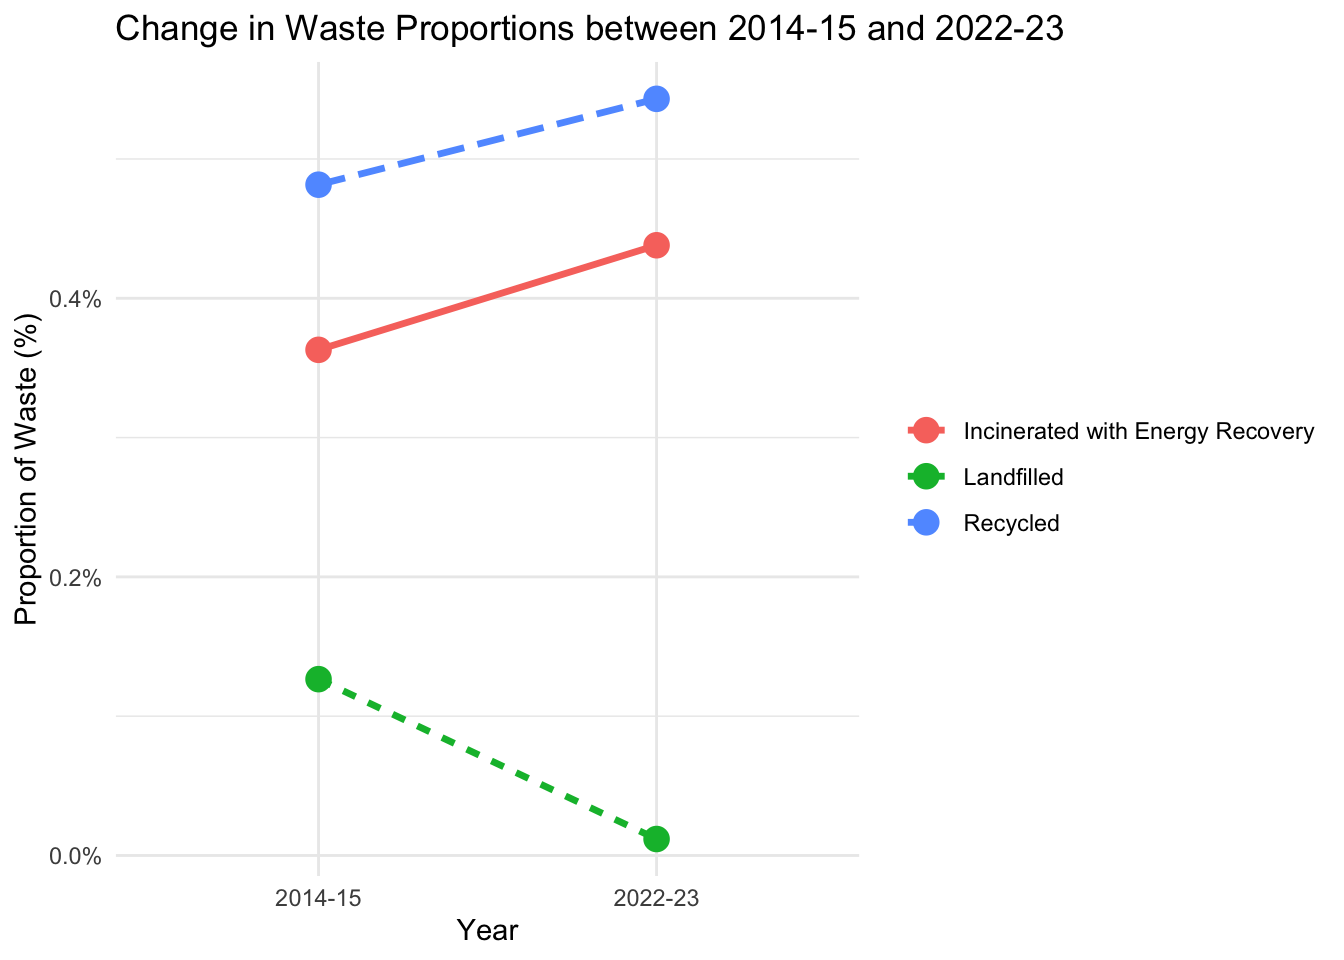 Change in Waste Proportions between 2014-15 and 2022-23
Proportion of Waste (%)
0.4%
0.2%
0.0%
2014-15
2022-23
Year
Incinerated with Energy Recovery
Landfilled
Recycled